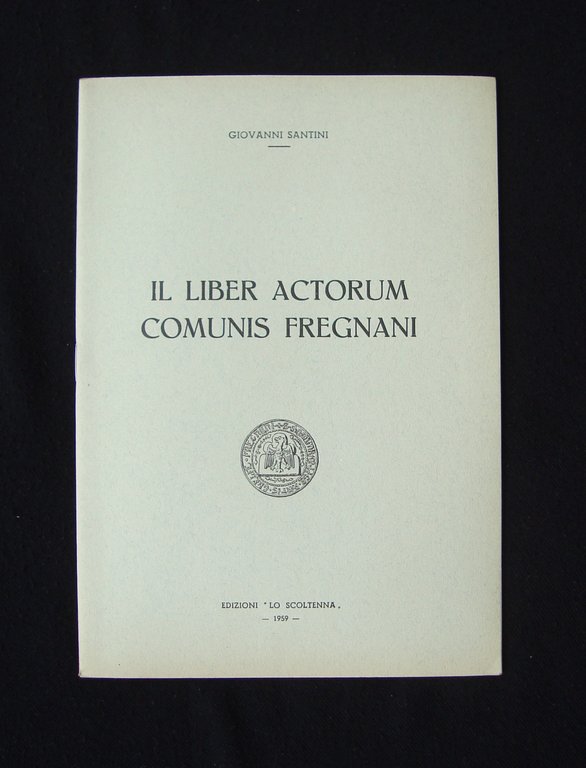 GIOVANNI SANTINI
IL LIBER ACTORUM
COMUNIS FREGNANI
EDIZIONI " LO SCOLTENNA „
— 1959 —